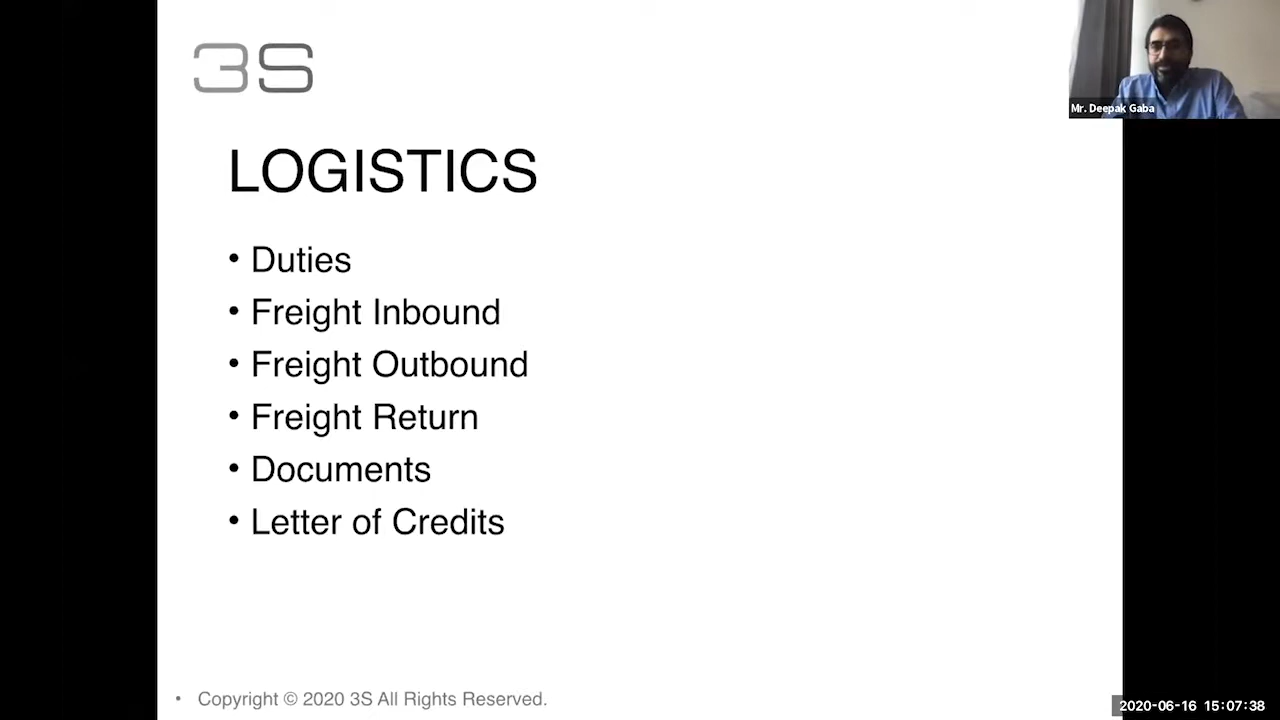 3S
Mr. Deepak Gaba
LOGISTICS
• Duties
• Freight Inbound
• Freight Outbound
• Freight Return
• Documents
• Letter of Credits
• Copyright © 2020 3S All Rights Reserved.
2020-06-16 15:07:38